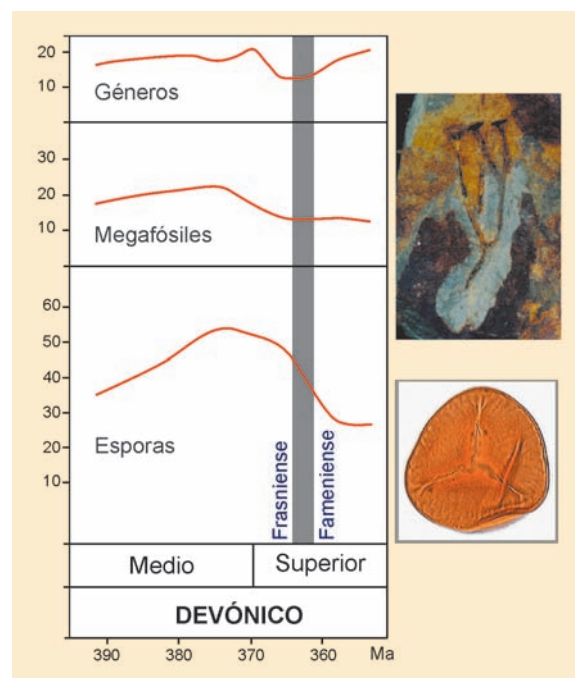 20
10
Géneros
30
20
10
Megafósiles
60
50
40
30
20
10
Esporas
Frasniense
Fameniense
Medio
Superior
DEVÓNICO
390 380 370 360 Ma